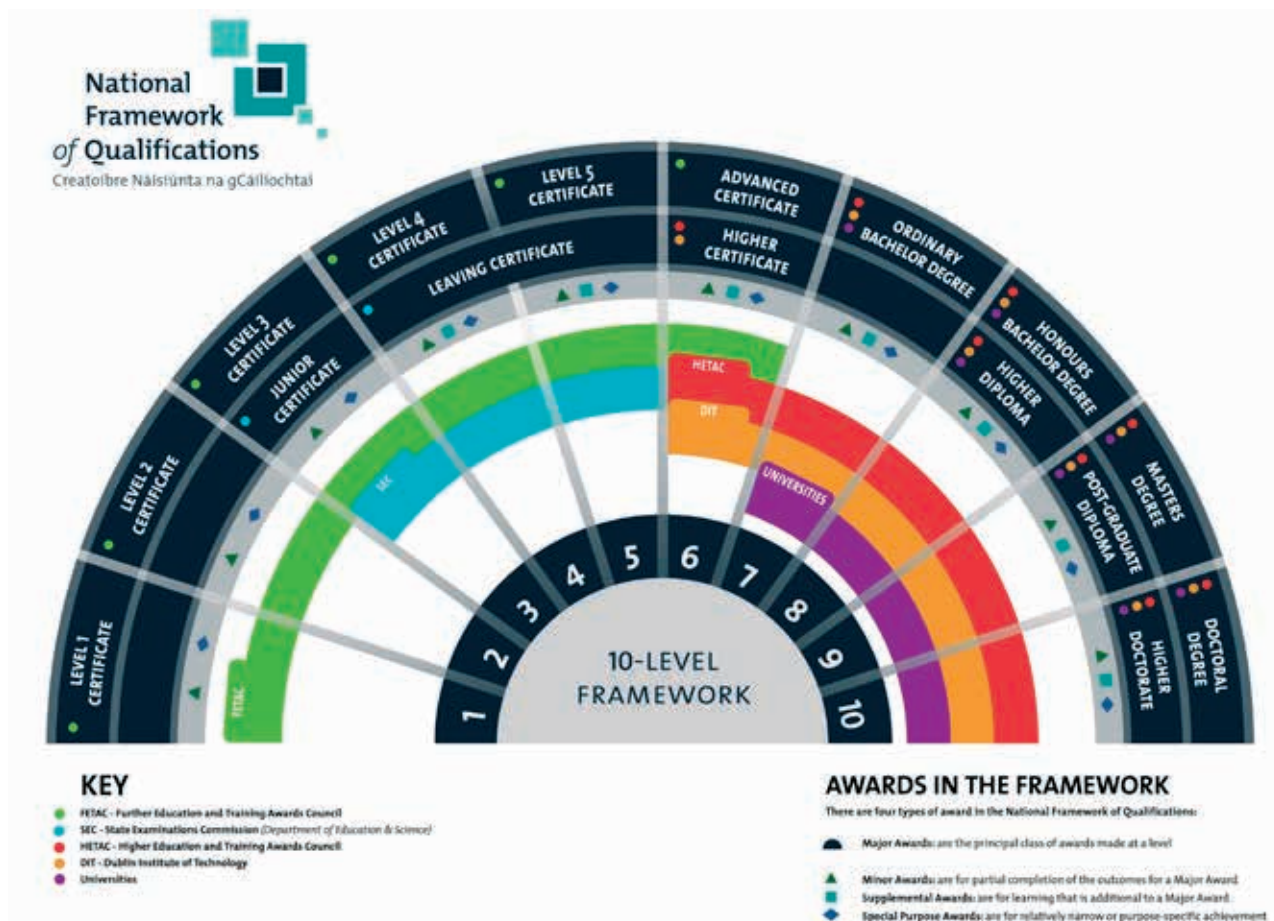 National
Framework
of Qualifications
Creatoibre Náisiúnta na gCáilíochtaí
LEVEL 1
CERTIFICATE
LEVEL 2
CERTIFICATE
LEVEL 3
CERTIFICATE
JUNIOR
CERTIFICATE
LEVEL 4
CERTIFICATE
LEVEL 5
CERTIFICATE
LEAVING CERTIFICATE
ADVANCED
CERTIFICATE
HIGHER
CERTIFICATE
ORDINARY
BACHELOR DEGREE
HONOURS
BACHELOR DEGREE
HIGHER
DIPLOMA
MASTERS
DEGREE
POST-GRADUATE
DIPLOMA
DOCTORAL
DEGREE
HIGHER
DOCTORATE
FETAC
SEC
HETAC
DIT
UNIVERSITIES
1
2
3
4
5
6
7
8
9
10
10-LEVEL
FRAMEWORK
KEY
FETAC - Further Education and Training Awards Council
SEC - State Examinations Commission (Department of Education & Science)
HETAC - Higher Education and Training Awards Council
DIT - Dublin Institute of Technology
Universities
AWARDS IN THE FRAMEWORK
There are four types of award in the National Framework of Qualifications:
Major Awards: are the principal class of awards made at a level
Minor Awards: are for partial completion of the outcomes for a Major Award
Supplemental Awards: are for learning that is additional to a Major Award
Special Purpose Awards: are for relatively narrow or purpose-specific achievement